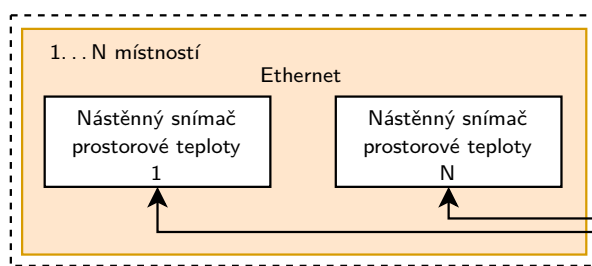 1...N místností
Ethernet
Nástěnný snímač
prostorové teploty
1
Nástěnný snímač
prostorové teploty
N